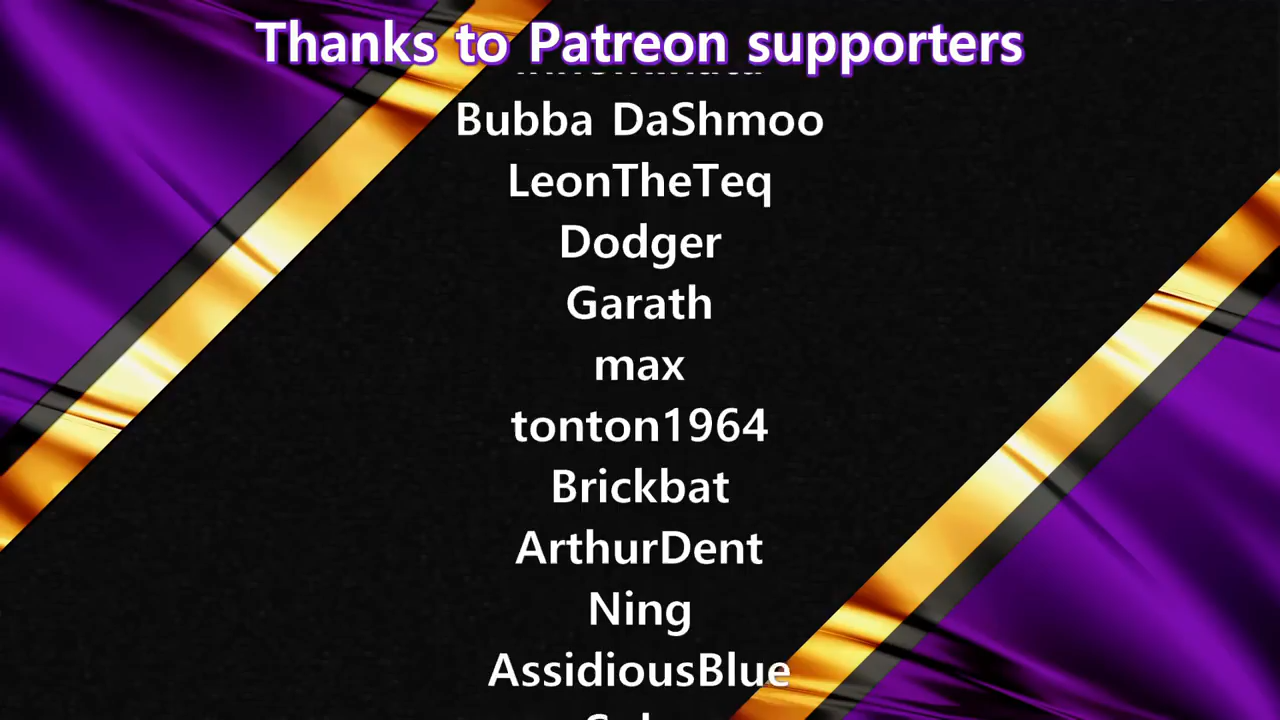 Thanks to Patreon supporters
Bubba DaShmoo
LeonTheTeq
Dodger
Garath
max
tonton1964
Brickbat
ArthurDent
Ning
AssidiousBlue